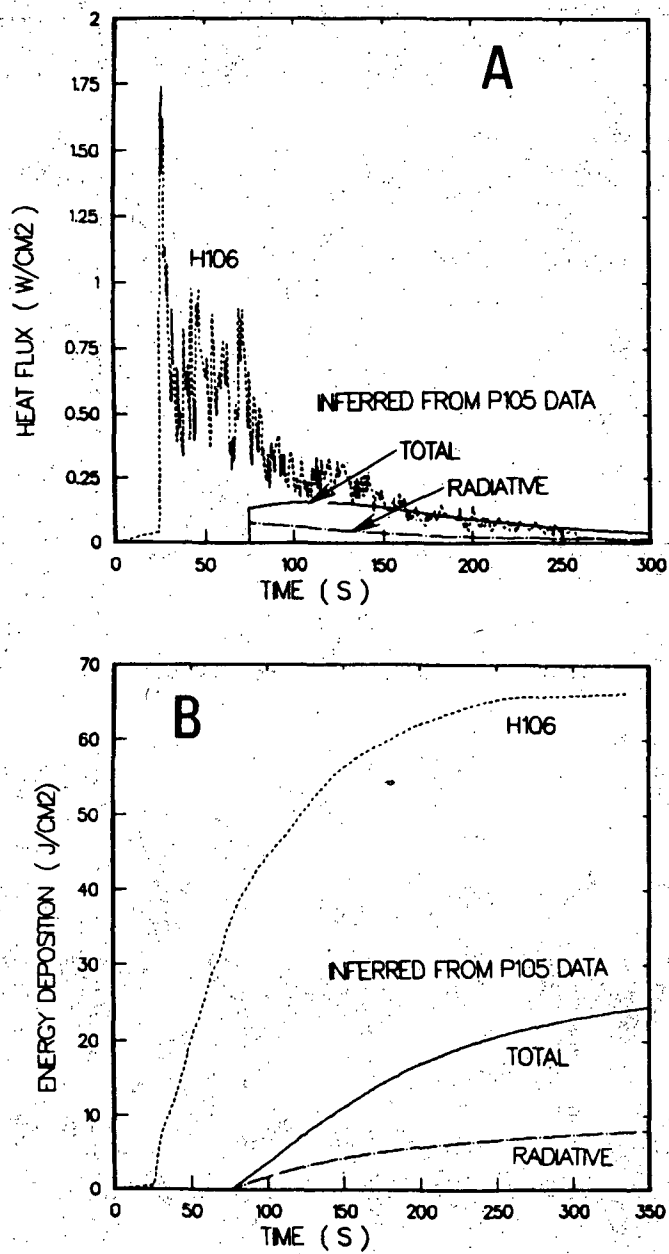 A
2
1.75
1.50
1.25
1
0.75
0.50
0.25
0
HEAT FLUX ( W/CM2 )
H106
INFERRED FROM P105 DATA
TOTAL
RADIATIVE
0 50 100 150 200 250 300
TIME ( S )
B
70
60
50
40
30
20
10
0
ENERGY DEPOSITION ( J/CM2 )
H106
INFERRED FROM P105 DATA
TOTAL
RADIATIVE
0 50 100 150 200 250 300 350
TIME ( S )